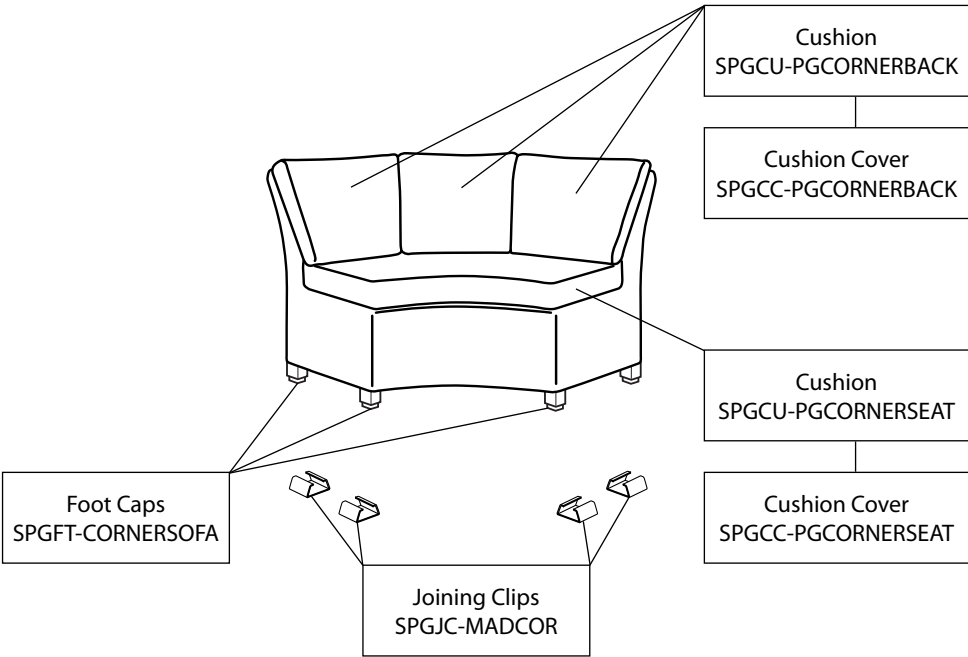 Cushion
SPGCU-PGCORNERBACK
Cushion Cover
SPGCC-PGCORNERBACK
Cushion
SPGCU-PGCORNERSEAT
Cushion Cover
SPGCC-PGCORNERSEAT
Foot Caps
SPGFT-CORNERSOFA
Joining Clips
SPGJC-MADCOR